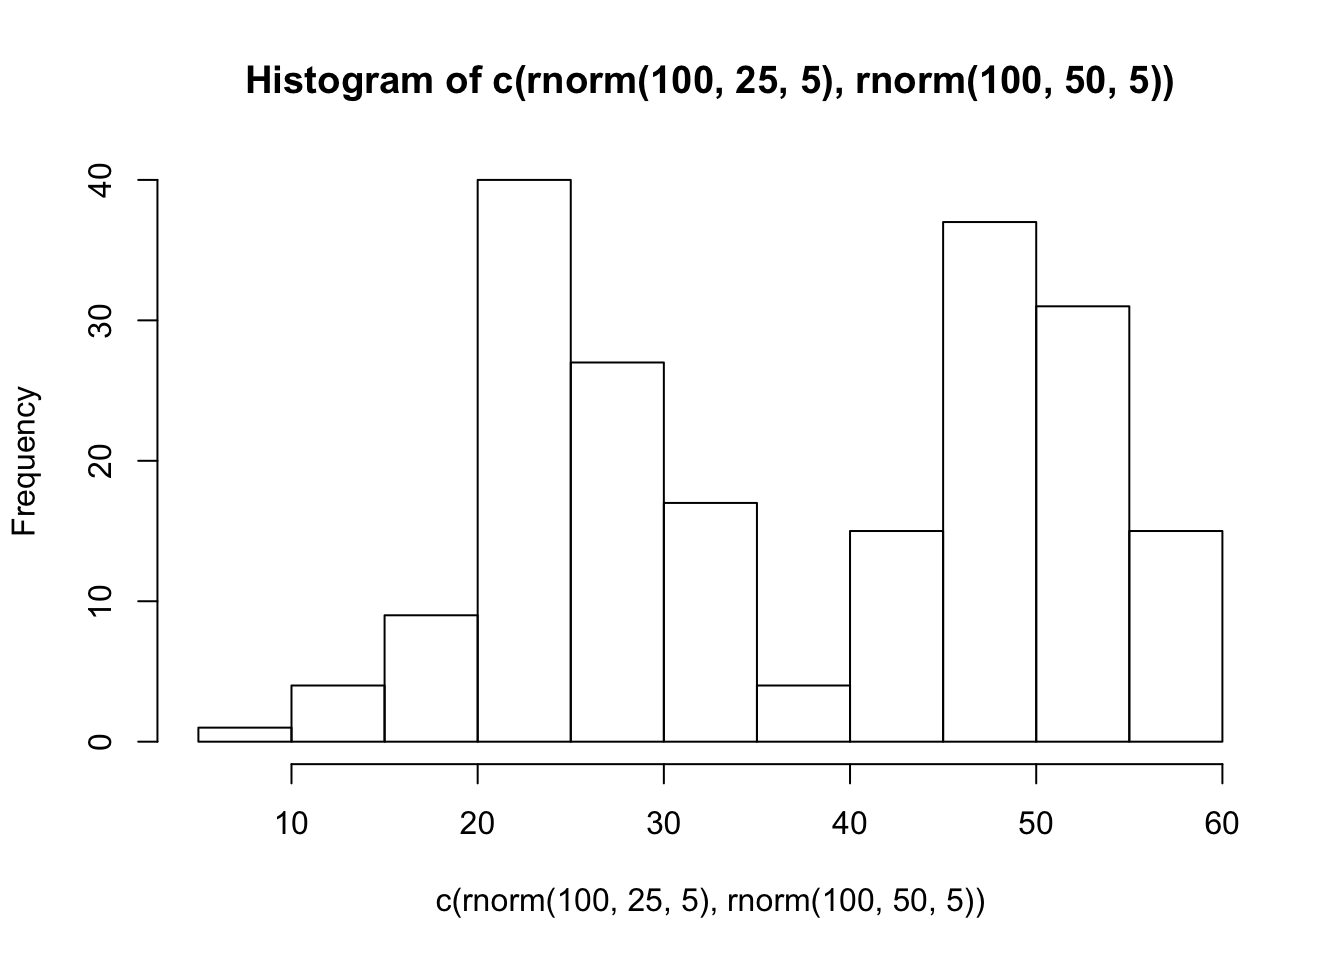 Histogram of c(rnorm(100, 25, 5), rnorm(100, 50, 5))
Frequency
40
30
20
10
0
10 20 30 40 50 60
c(rnorm(100, 25, 5), rnorm(100, 50, 5))